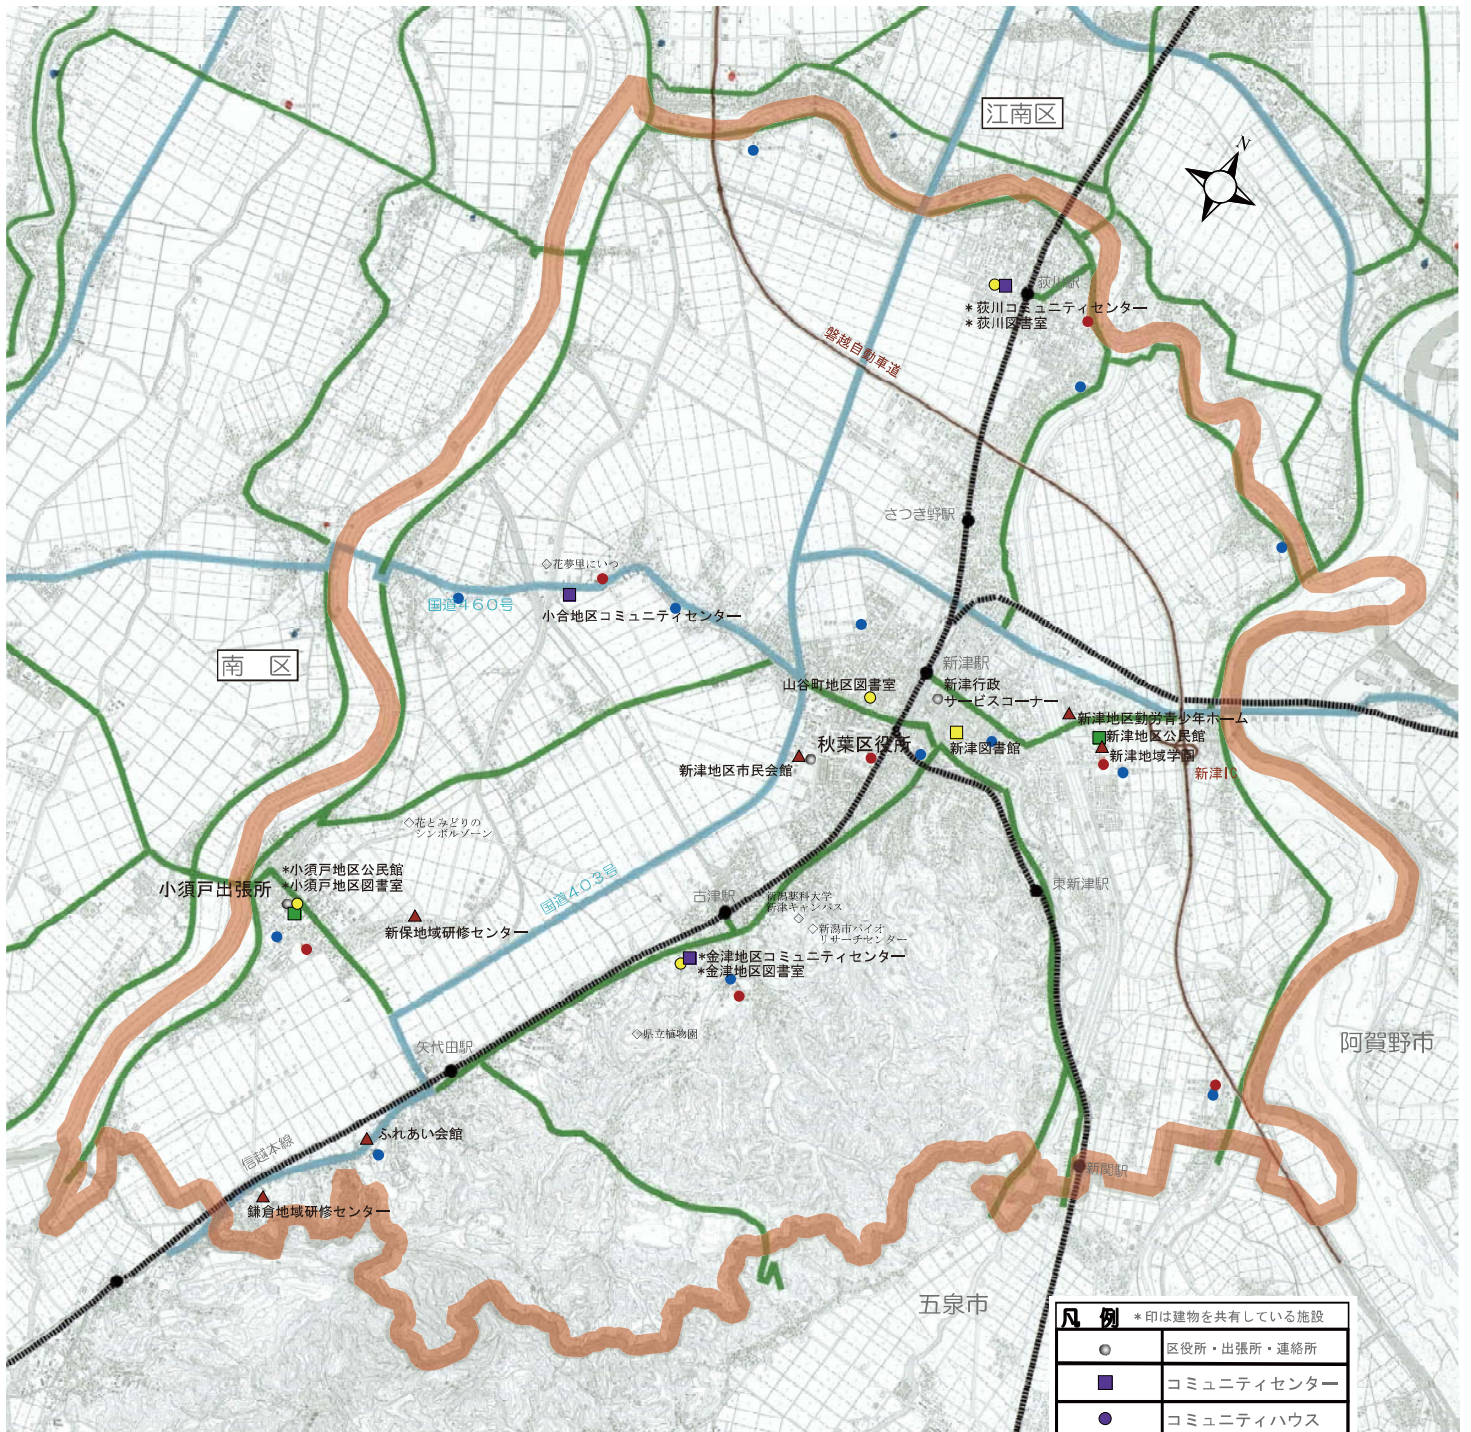 江南区
N
荻川駅
*荻川コミュニティセンター
*荻川図書室
磐越自動車道
さつき野駅
◇花夢里にいつ
国道460号
小合地区コミュニティセンター
南 区
新津駅
山谷町地区図書室
新津行政
サービスコーナー
新津地区勤労青少年ホーム
秋葉区役所
新津図書館
新津地区公民館
新津地域学園
新津地区市民会館
新津IC
◇花とみどりの
シンボルゾーン
*小須戸地区公民館
*小須戸地区図書室
小須戸出張所
国道403号
古津駅
新潟薬科大学
新津キャンパス
◇
東新津駅
新保地域研修センター
◇新潟市バイオ
リサーチセンター
*金津地区コミュニティセンター
*金津地区図書室
◇県立植物園
矢代田駅
阿賀野市
ふれあい会館
信越本線
新関駅
鎌倉地域研修センター
五泉市
凡 例 *印は建物を共有している施設
区役所・出張所・連絡所
コミュニティセンター
コミュニティハウス